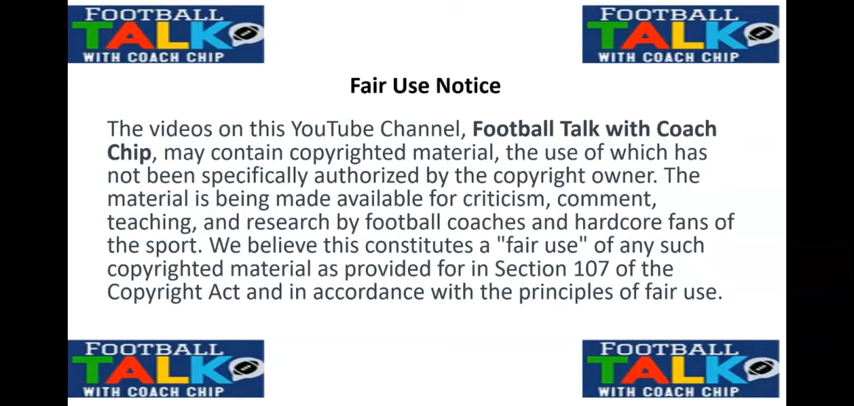 FOOTBALL
TALK
WITH COACH CHIP
FOOTBALL
TALK
WITH COACH CHIP
Fair Use Notice
The videos on this YouTube Channel, Football Talk with Coach
Chip, may contain copyrighted material, the use of which has
not been specifically authorized by the copyright owner. The
material is being made available for criticism, comment,
teaching, and research by football coaches and hardcore fans of
the sport. We believe this constitutes a "fair use" of any such
copyrighted material as provided for in Section 107 of the
Copyright Act and in accordance with the principles of fair use.
FOOTBALL
TALK
WITH COACH CHIP
FOOTBALL
TALK
WITH COACH CHIP